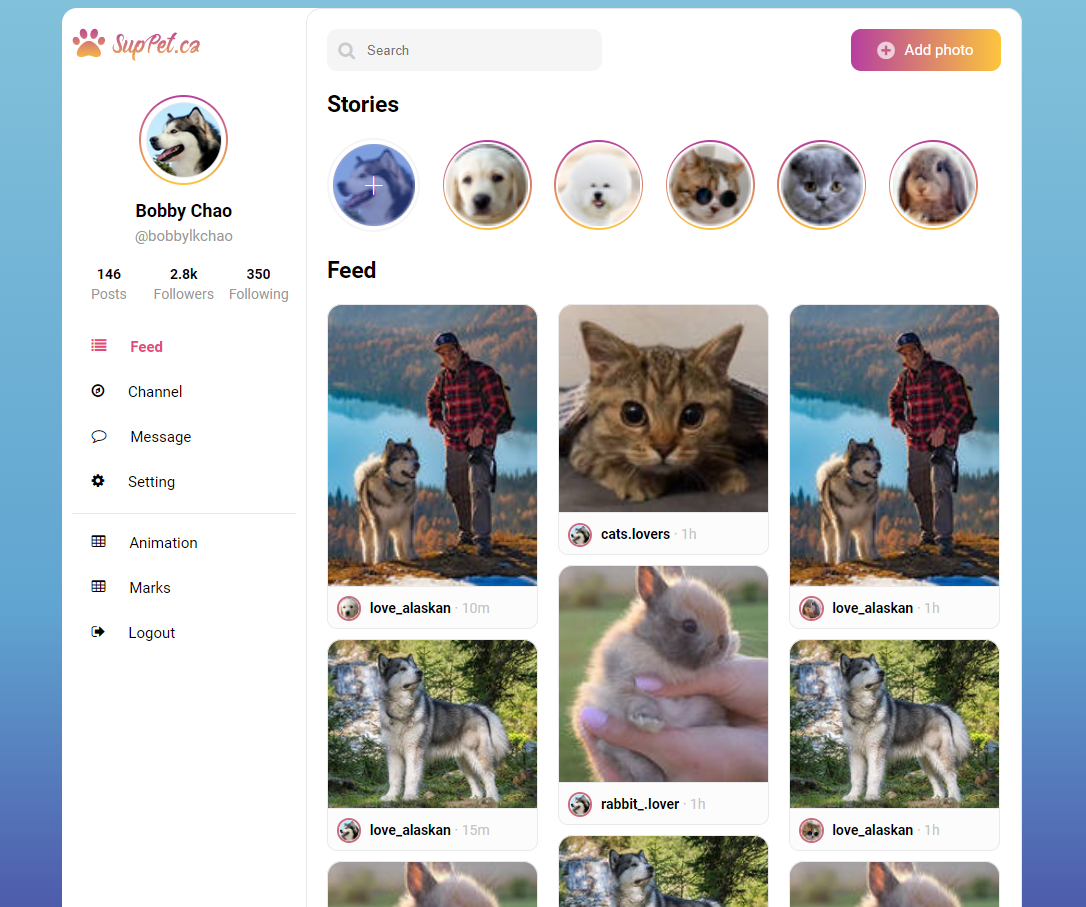 SupPet.ca
Bobby Chao
@bobbylkchao
146 2.8k 350
Posts Followers Following
Feed
Channel
Message
Setting
Animation
Marks
Logout
Search
Add photo
Stories
Feed
love_alaskan · 10m
love_alaskan · 15m
cats.lovers · 1h
rabbit_.lover · 1h
love_alaskan · 1h
love_alaskan · 1h